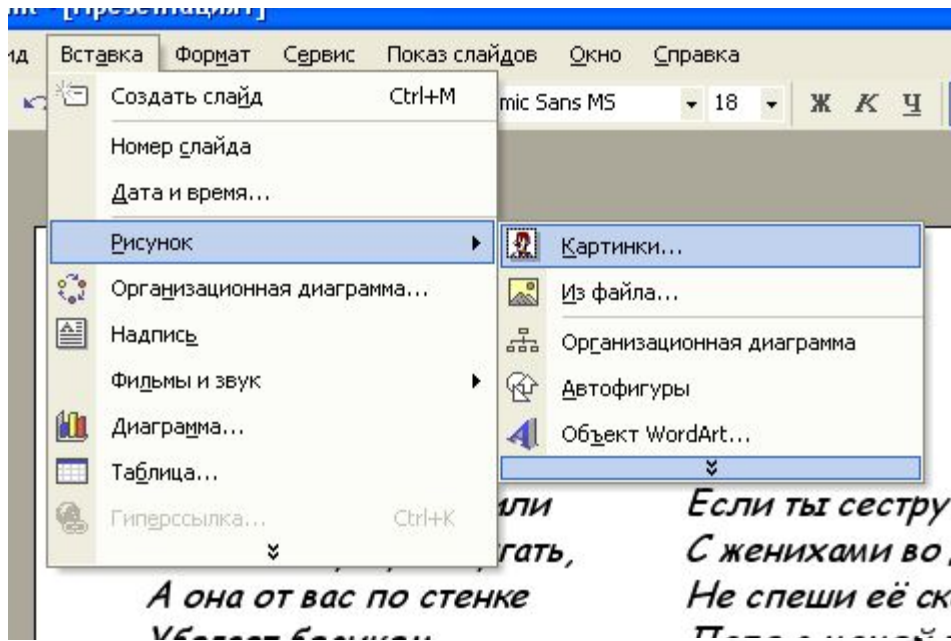 [Презентация1]
Вставка Формат Сервис Показ слайдов Окно Справка
Создать слайд Ctrl+M
mic Sans MS 18 Ж К Ч
Номер слайда
Дата и время...
Рисунок
Картинки...
Организационная диаграмма...
Из файла...
Надпись
Организационная диаграмма
Фильмы и звук
Автофигуры
Диаграмма...
Объект WordArt...
Таблица...
Гиперссылка... Ctrl+K
или Если ты сестру
гать, С женихами во
А она от вас по стенке Не спеши её ск